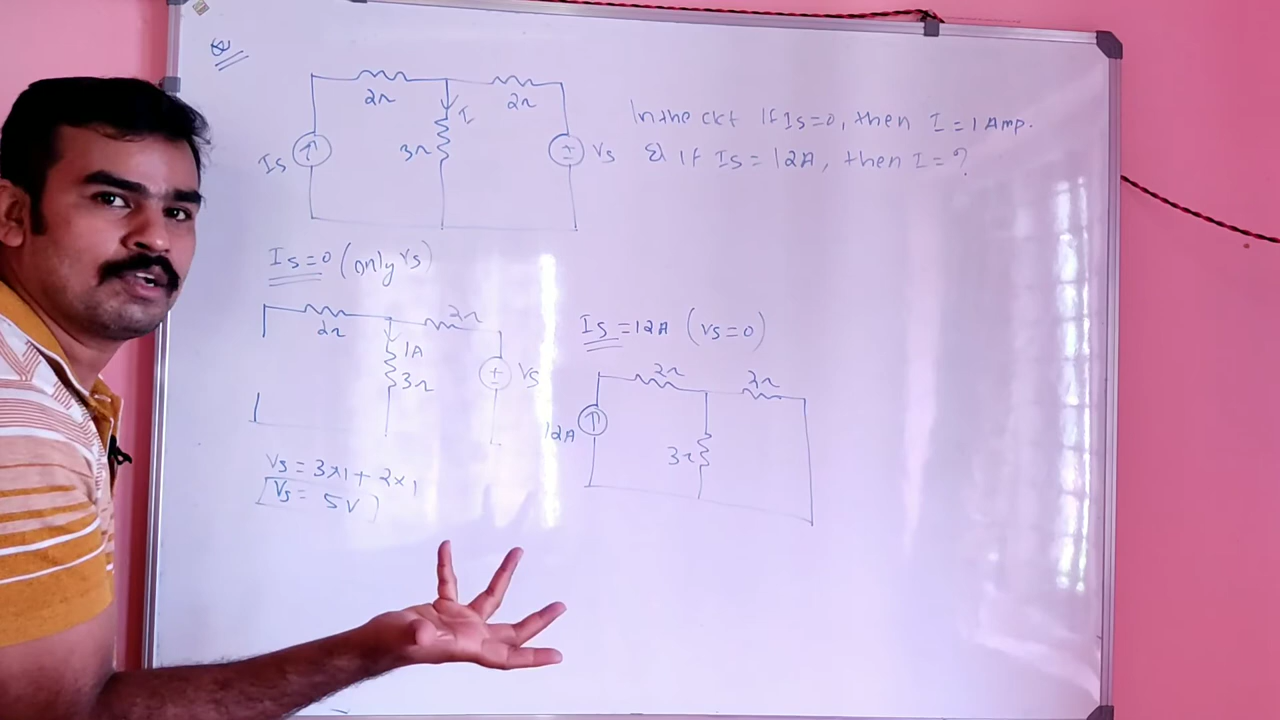 Q
2Ω
2Ω
I
3Ω
Is
Vs
In the ckt If Is=0, then I = 1 Amp.
& If Is = 12A, then I = ?
Is=0 (only Vs)
2Ω
2Ω
1A
3Ω
Vs
Vs = 3×1 + 2×1
Vs = 5V
Is=12A (Vs=0)
2Ω
2Ω
12A
3Ω